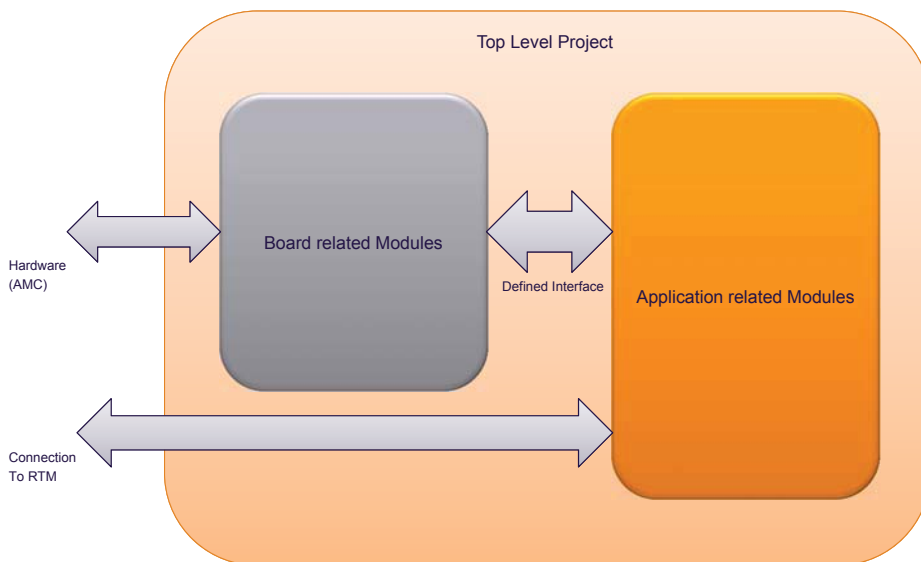 Top Level Project
Board related Modules
Hardware
(AMC)
Defined Interface
Application related Modules
Connection
To RTM